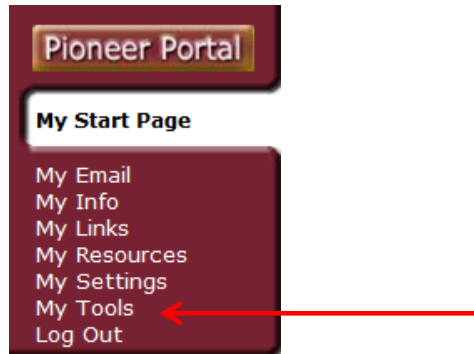 Pioneer Portal
My Start Page
My Email
My Info
My Links
My Resources
My Settings
My Tools
Log Out